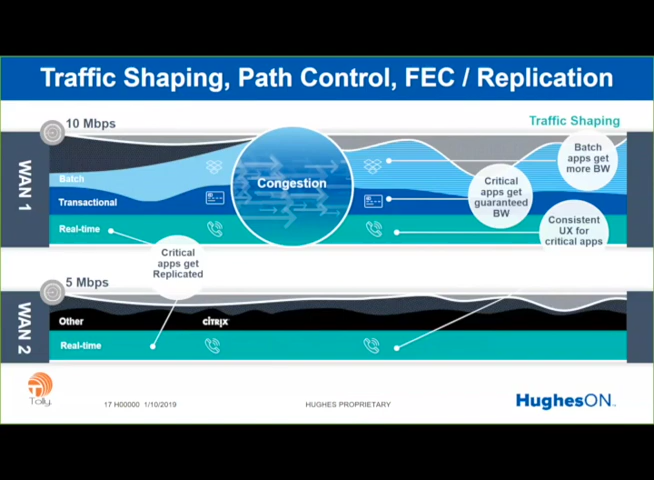 Traffic Shaping, Path Control, FEC / Replication
10 Mbps
Traffic Shaping
WAN 1
Batch
Transactional
Real-time
Congestion
Batch
apps get
more BW
Critical
apps get
guaranteed
BW
Consistent
UX for
critical apps
Critical
apps get
Replicated
5 Mbps
WAN 2
Other
CİTRIX
Real-time
Tolly
17 H00000 1/10/2019
HUGHES PROPRIETARY
HughesON